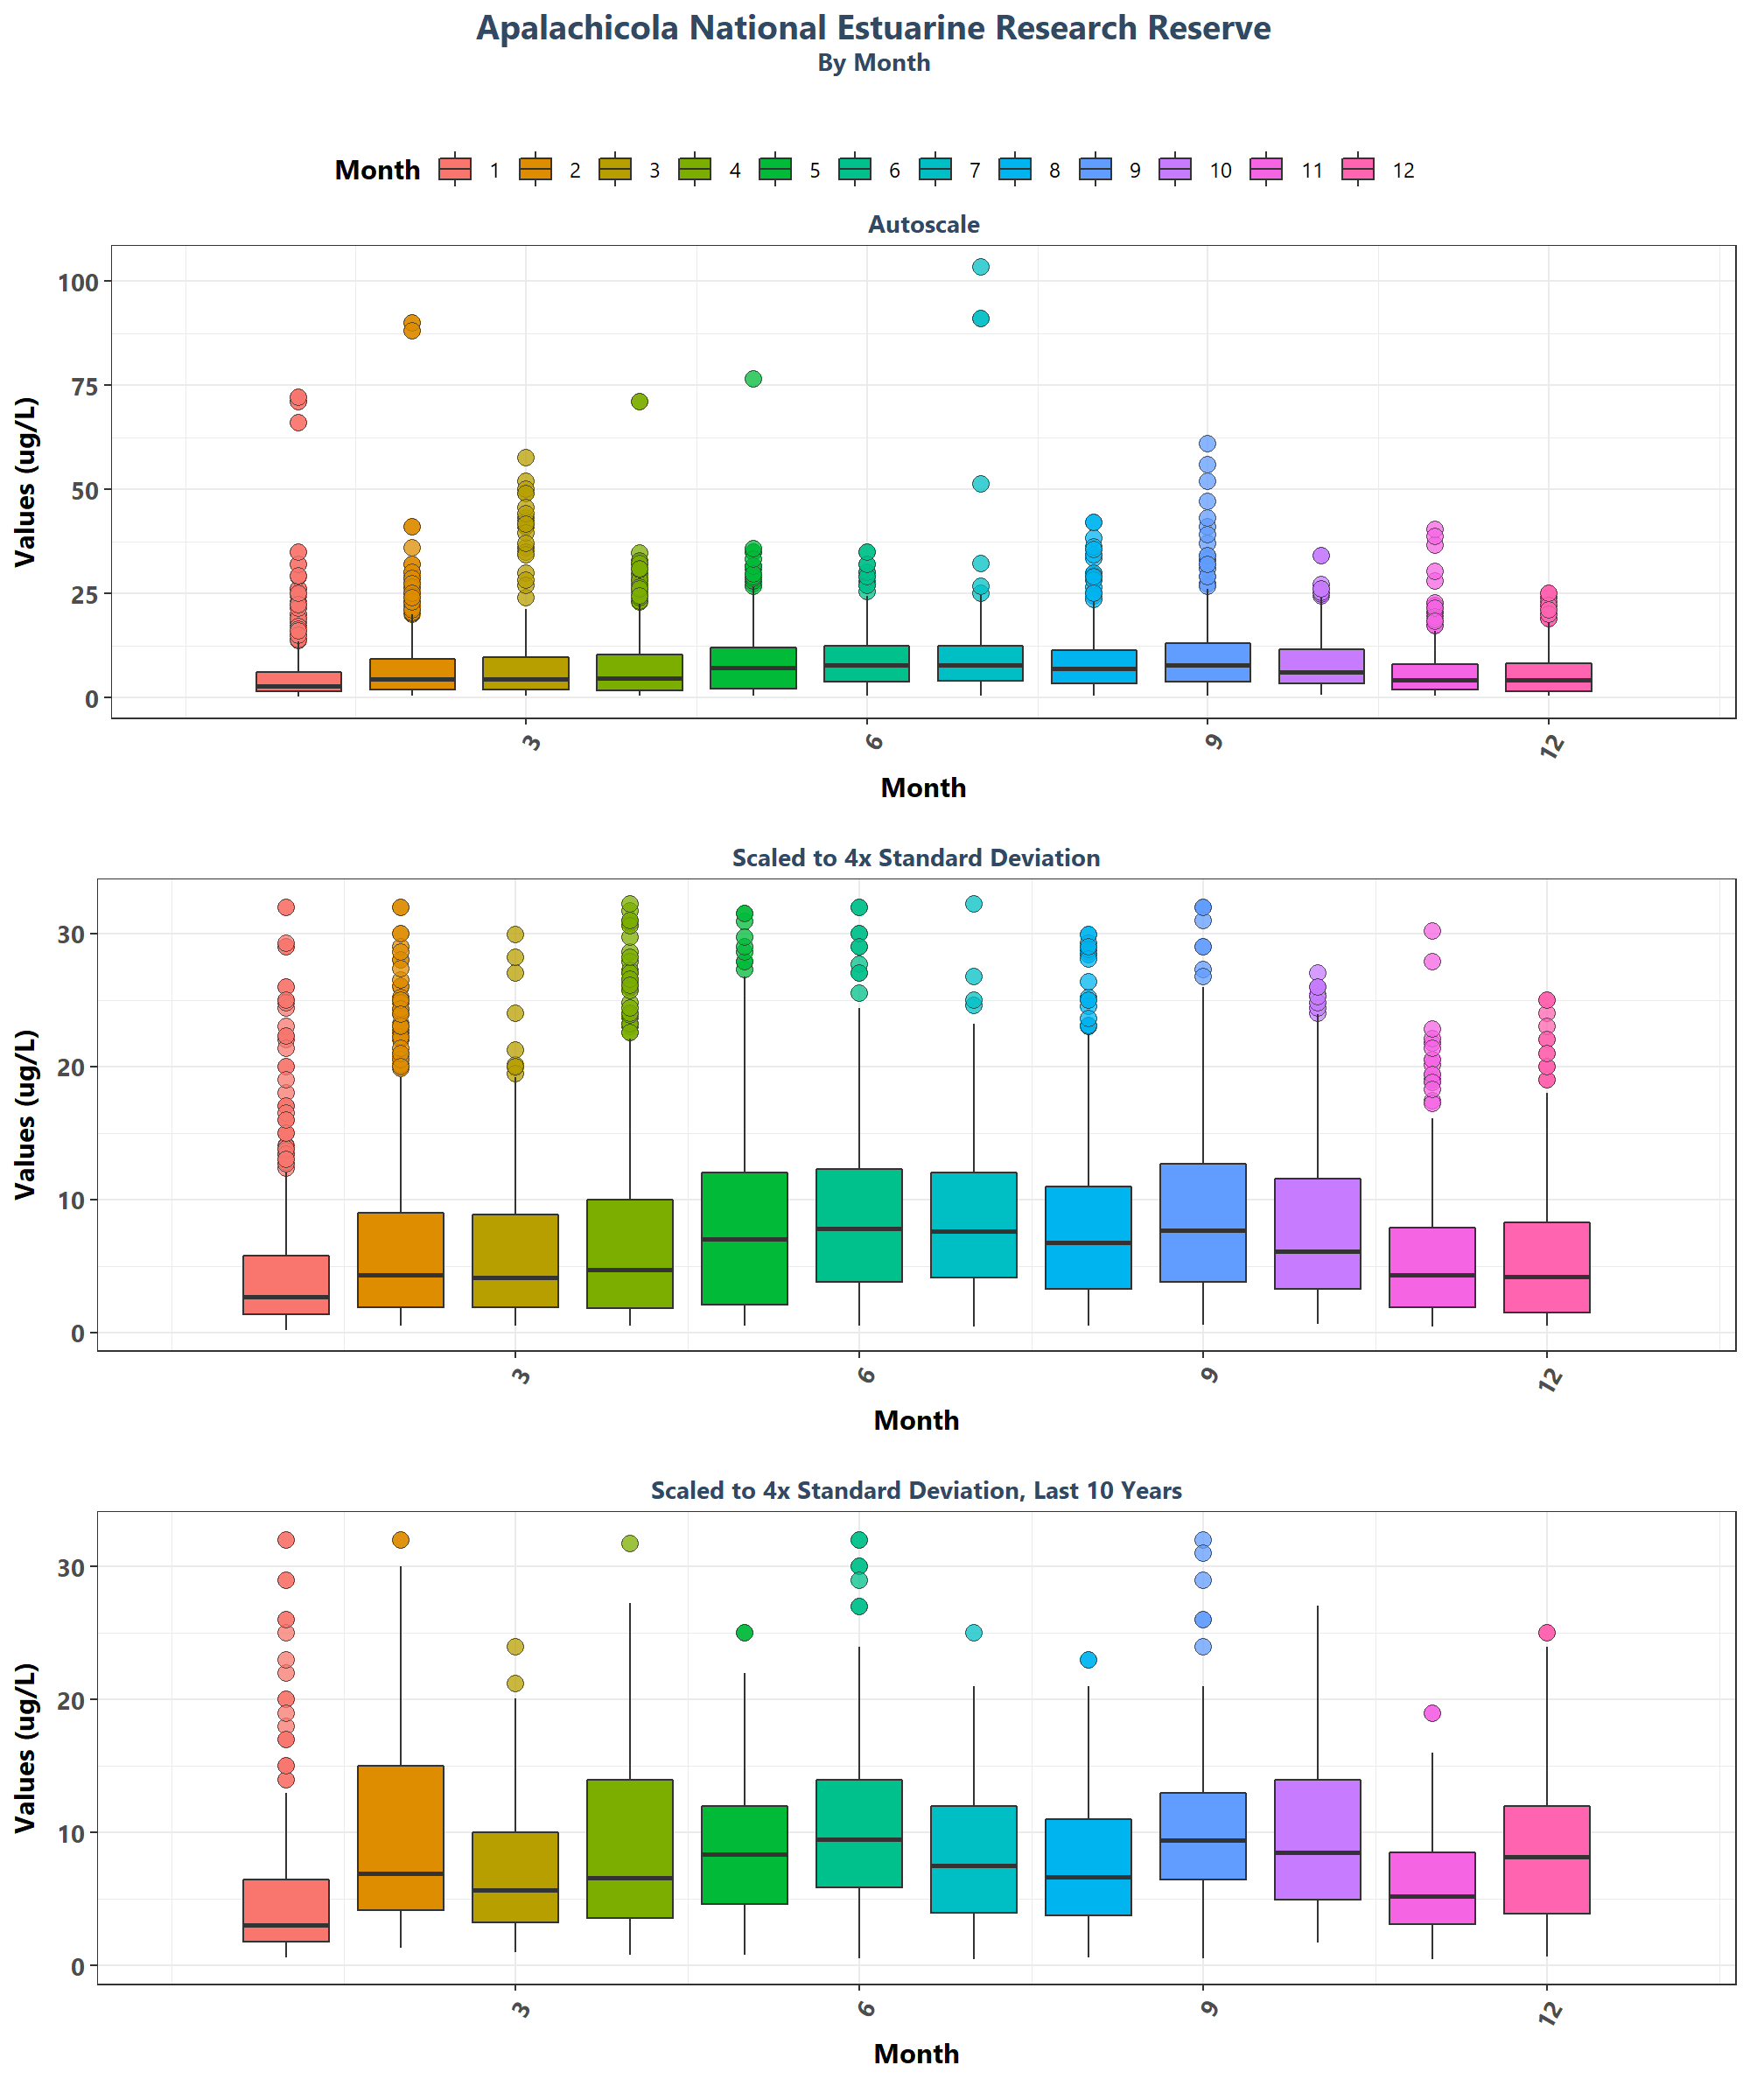 Apalachicola National Estuarine Research Reserve
By Month
Month 1 2 3 4 5 6 7 8 9 10 11 12
Autoscale
Values (ug/L)
100
75
50
25
0
3 6 9 12
Month
Scaled to 4x Standard Deviation
Values (ug/L)
30
20
10
0
3 6 9 12
Month
Scaled to 4x Standard Deviation, Last 10 Years
Values (ug/L)
30
20
10
0
3 6 9 12
Month